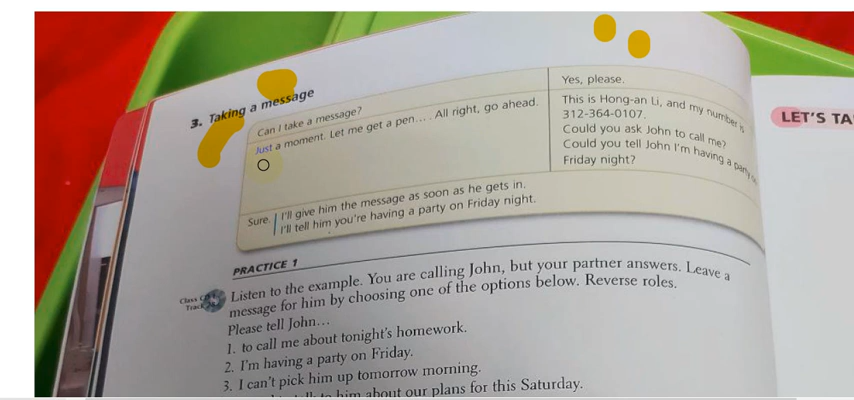 3. Taking a message
Can I take a message?
Yes, please.
Just a moment. Let me get a pen.... All right, go ahead.
This is Hong-an Li, and my number is
312-364-0107.
Could you ask John to call me?
Could you tell John I'm having a party
Friday night?
Sure. I'll give him the message as soon as he gets in.
I'll tell him you're having a party on Friday night.
LET'S TA
PRACTICE 1
Class CD
Track
Listen to the example. You are calling John, but your partner answers. Leave a
message for him by choosing one of the options below. Reverse roles.
Please tell John...
1. to call me about tonight's homework.
2. I'm having a party on Friday.
3. I can't pick him up tomorrow morning.
him about our plans for this Saturday.